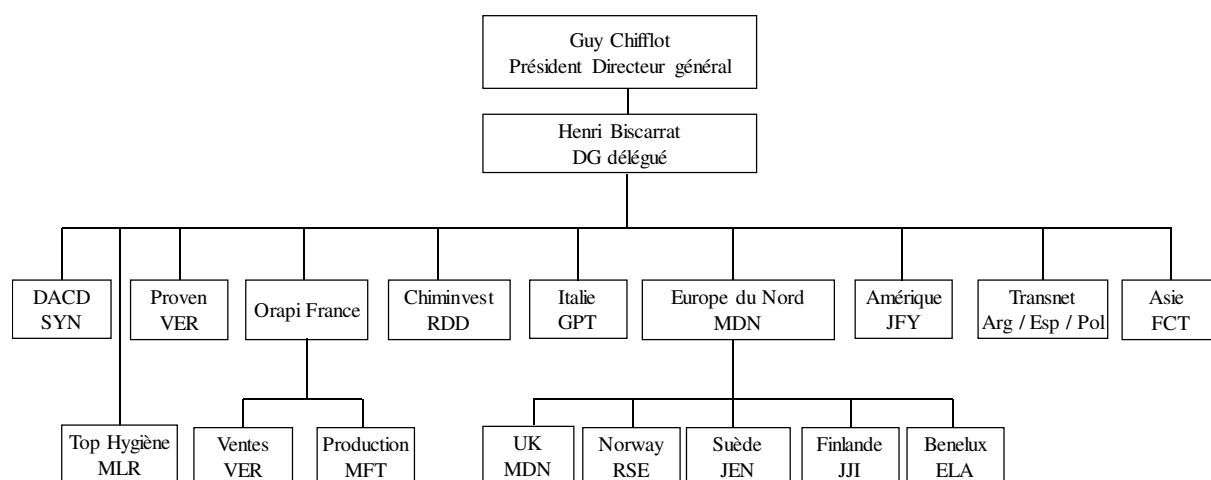 Guy Chifflot
Président Directeur général
Henri Biscarrat
DG délégué
DACD
SYN
Proven
VER
Orapi France
Chiminvest
RDD
Italie
GPT
Europe du Nord
MDN
Amérique
JFY
Transnet
Arg / Esp / Pol
Asie
FCT
Top Hygiène
MLR
Ventes
VER
Production
MFT
UK
MDN
Norway
RSE
Suède
JEN
Finlande
JJI
Benelux
ELA